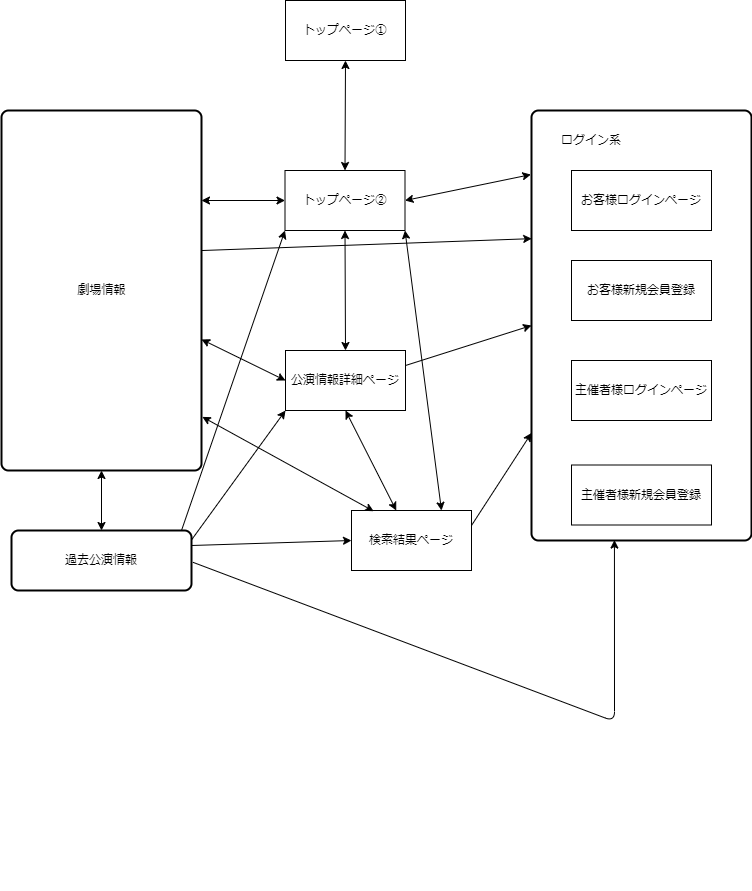 トップページ①
ログイン系
トップページ②
お客様ログインページ
劇場情報
お客様新規会員登録
公演情報詳細ページ
主催者様ログインページ
主催者様新規会員登録
検索結果ページ
過去公演情報